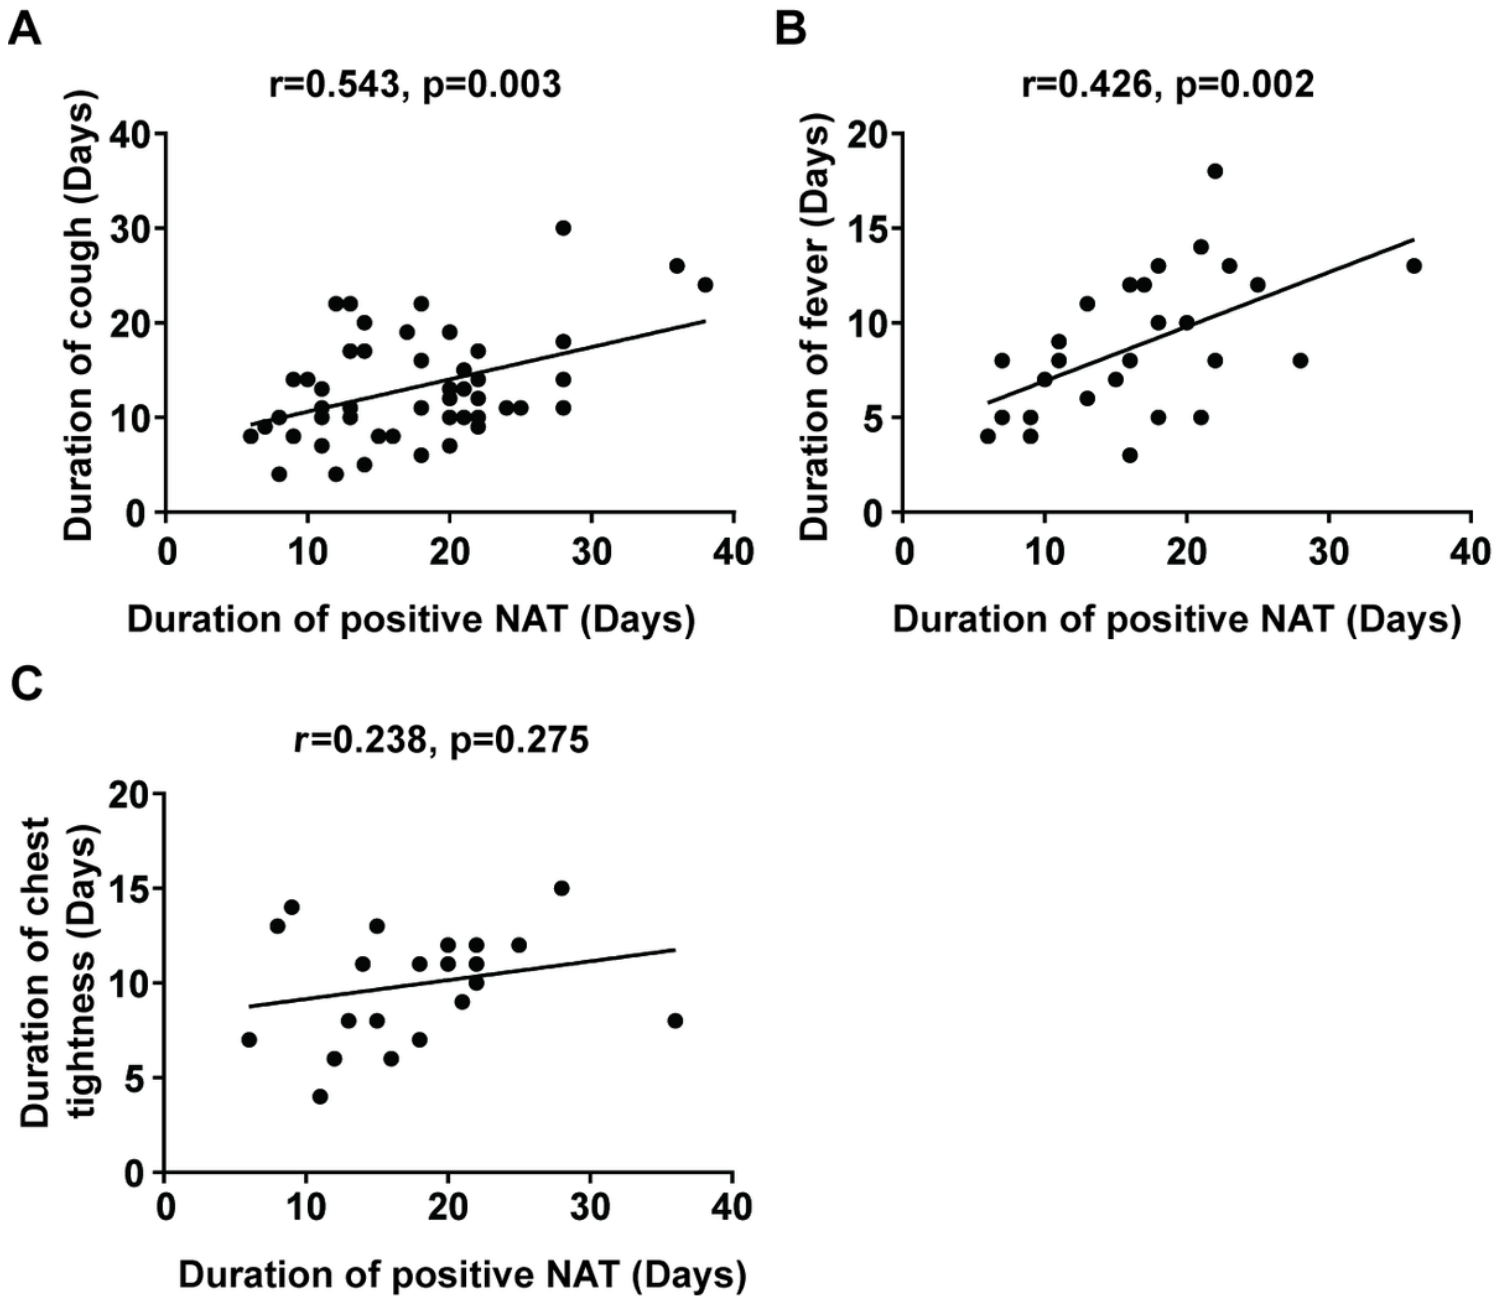 A
r=0.543, p=0.003
Duration of cough (Days)
40
30
20
10
0
0 10 20 30 40
Duration of positive NAT (Days)
B
r=0.426, p=0.002
Duration of fever (Days)
20
15
10
5
0
0 10 20 30 40
Duration of positive NAT (Days)
C
r=0.238, p=0.275
Duration of chest
tightness (Days)
20
15
10
5
0
0 10 20 30 40
Duration of positive NAT (Days)